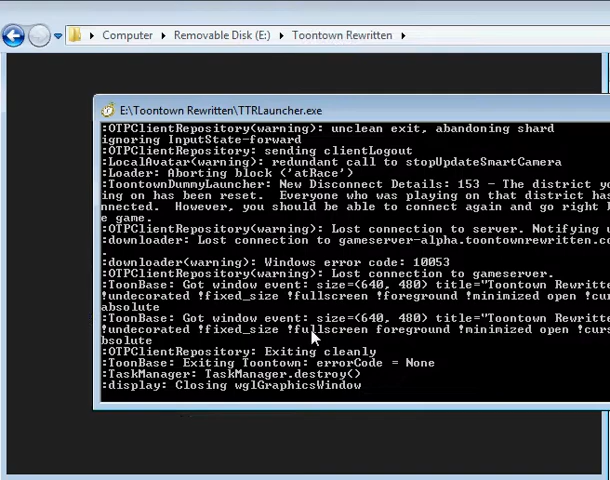 Computer Removable Disk (E:) Toontown Rewritten
E:\Toontown Rewritten\TTRLauncher.exe
:OTPClientRepository(warning): unclean exit, abandoning shard
ignoring InputState-forward
:OTPClientRepository: sending clientLogout
:LocalAvatar(warning): redundant call to stopUpdateSmartCamera
:Loader: Aborting block ('atRace')
:ToontownDummyLauncher: New Disconnect Details: 153 - The district yo
ing on has been reset.  Everyone who was playing on that district has
nnected.  However, you should be able to connect again and go right b
e game.
:OTPClientRepository(warning): Lost connection to server. Notifying u
:downloader: Lost connection to gameserver-alpha.toontownrewritten.co
.
:downloader(warning): Windows error code: 10053
:OTPClientRepository(warning): Lost connection to gameserver.
:ToonBase: Got window event: size=(640, 480) title="Toontown Rewritte
!undecorated !fixed_size !fullscreen !foreground !minimized open !curs
absolute
:ToonBase: Got window event: size=(640, 480) title="Toontown Rewritte
!undecorated !fixed_size !fullscreen foreground !minimized open !curso
bsolute
:OTPClientRepository: Exiting cleanly
:ToonBase: Exiting Toontown: errorCode = None
:TaskManager: TaskManager.destroy()
:display: Closing wglGraphicsWindow